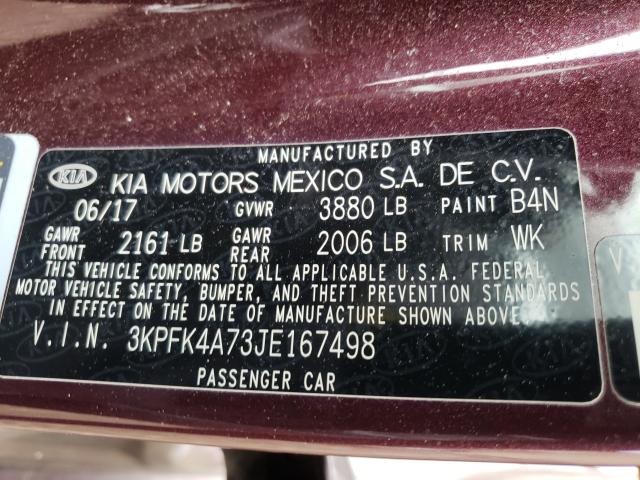 MANUFACTURED BY
KIA KIA MOTORS MEXICO S.A. DE C.V.
06/17 GVWR 3880 LB PAINT B4N
GAWR FRONT 2161 LB GAWR REAR 2006 LB TRIM WK
THIS VEHICLE CONFORMS TO ALL APPLICABLE U.S.A. FEDERAL
MOTOR VEHICLE SAFETY, BUMPER, AND THEFT PREVENTION STANDARDS
IN EFFECT ON THE DATE OF MANUFACTURE SHOWN ABOVE.
V.I.N. 3KPFK4A73JE167498
PASSENGER CAR